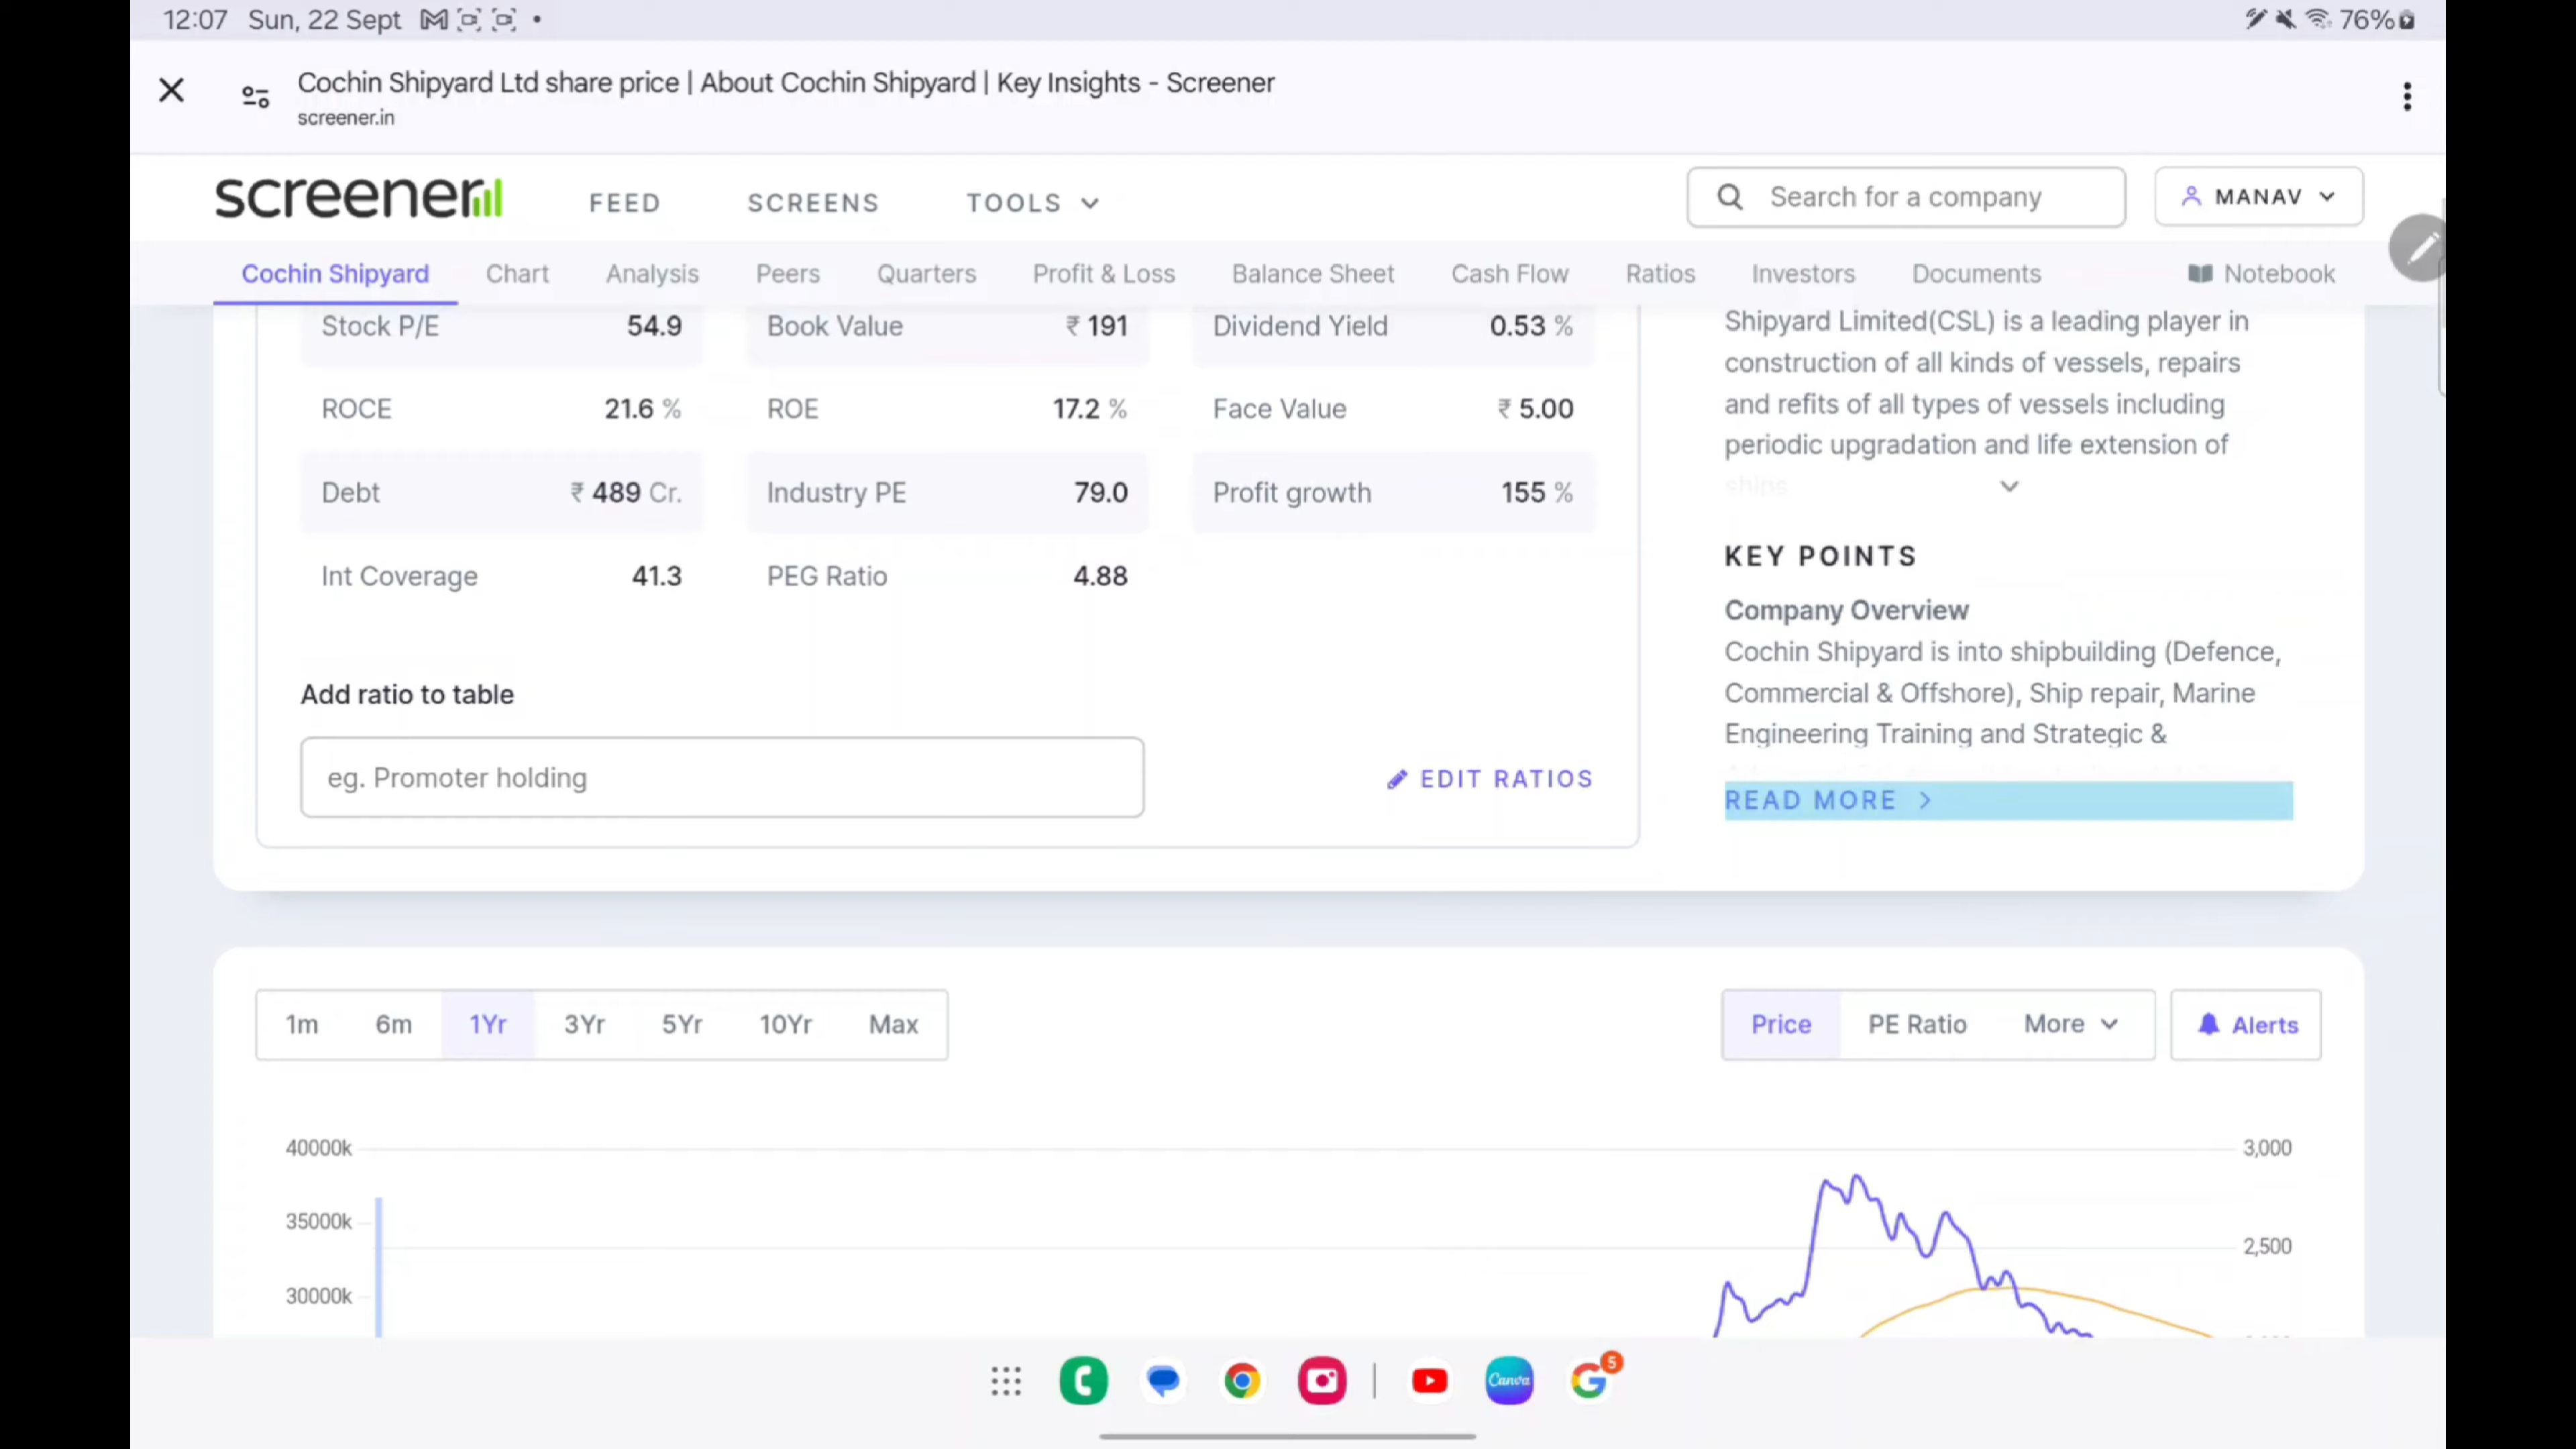 12:07 Sun, 22 Sept
76%
Cochin Shipyard Ltd share price | About Cochin Shipyard | Key Insights - Screener
screener.in
screener
FEED
SCREENS
TOOLS
Search for a company
MANAV
Cochin Shipyard
Chart
Analysis
Peers
Quarters
Profit & Loss
Balance Sheet
Cash Flow
Ratios
Investors
Documents
Notebook
Stock P/E 54.9
Book Value ₹ 191
Dividend Yield 0.53 %
ROCE 21.6 %
ROE 17.2 %
Face Value ₹ 5.00
Debt ₹ 489 Cr.
Industry PE 79.0
Profit growth 155 %
Int Coverage 41.3
PEG Ratio 4.88
Add ratio to table
eg. Promoter holding
EDIT RATIOS
Shipyard Limited(CSL) is a leading player in
construction of all kinds of vessels, repairs
and refits of all types of vessels including
periodic upgradation and life extension of
ships
KEY POINTS
Company Overview
Cochin Shipyard is into shipbuilding (Defence,
Commercial & Offshore), Ship repair, Marine
Engineering Training and Strategic &
READ MORE
1m
6m
1Yr
3Yr
5Yr
10Yr
Max
Price
PE Ratio
More
Alerts
40000k
35000k
30000k
3,000
2,500
Canva
5